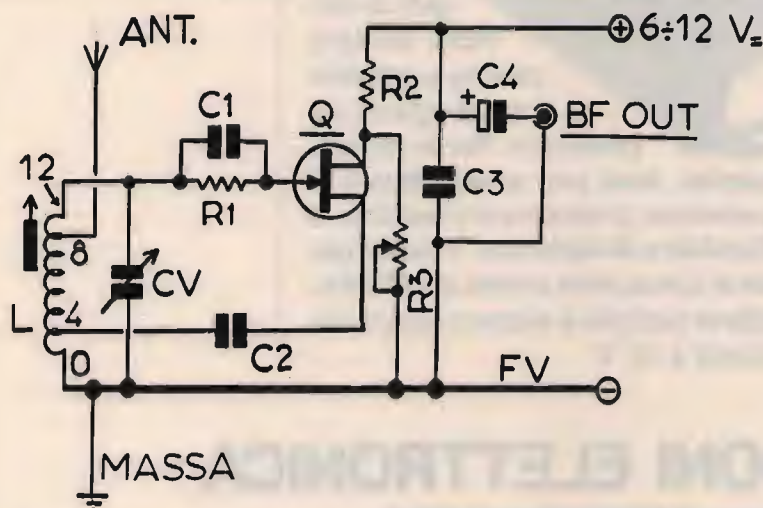 ANT.
6÷12 V=
C4
+
R2
C1
Q
BF OUT
12
C3
R1
8
CV
R3
L
4
C2
0
FV
MASSA